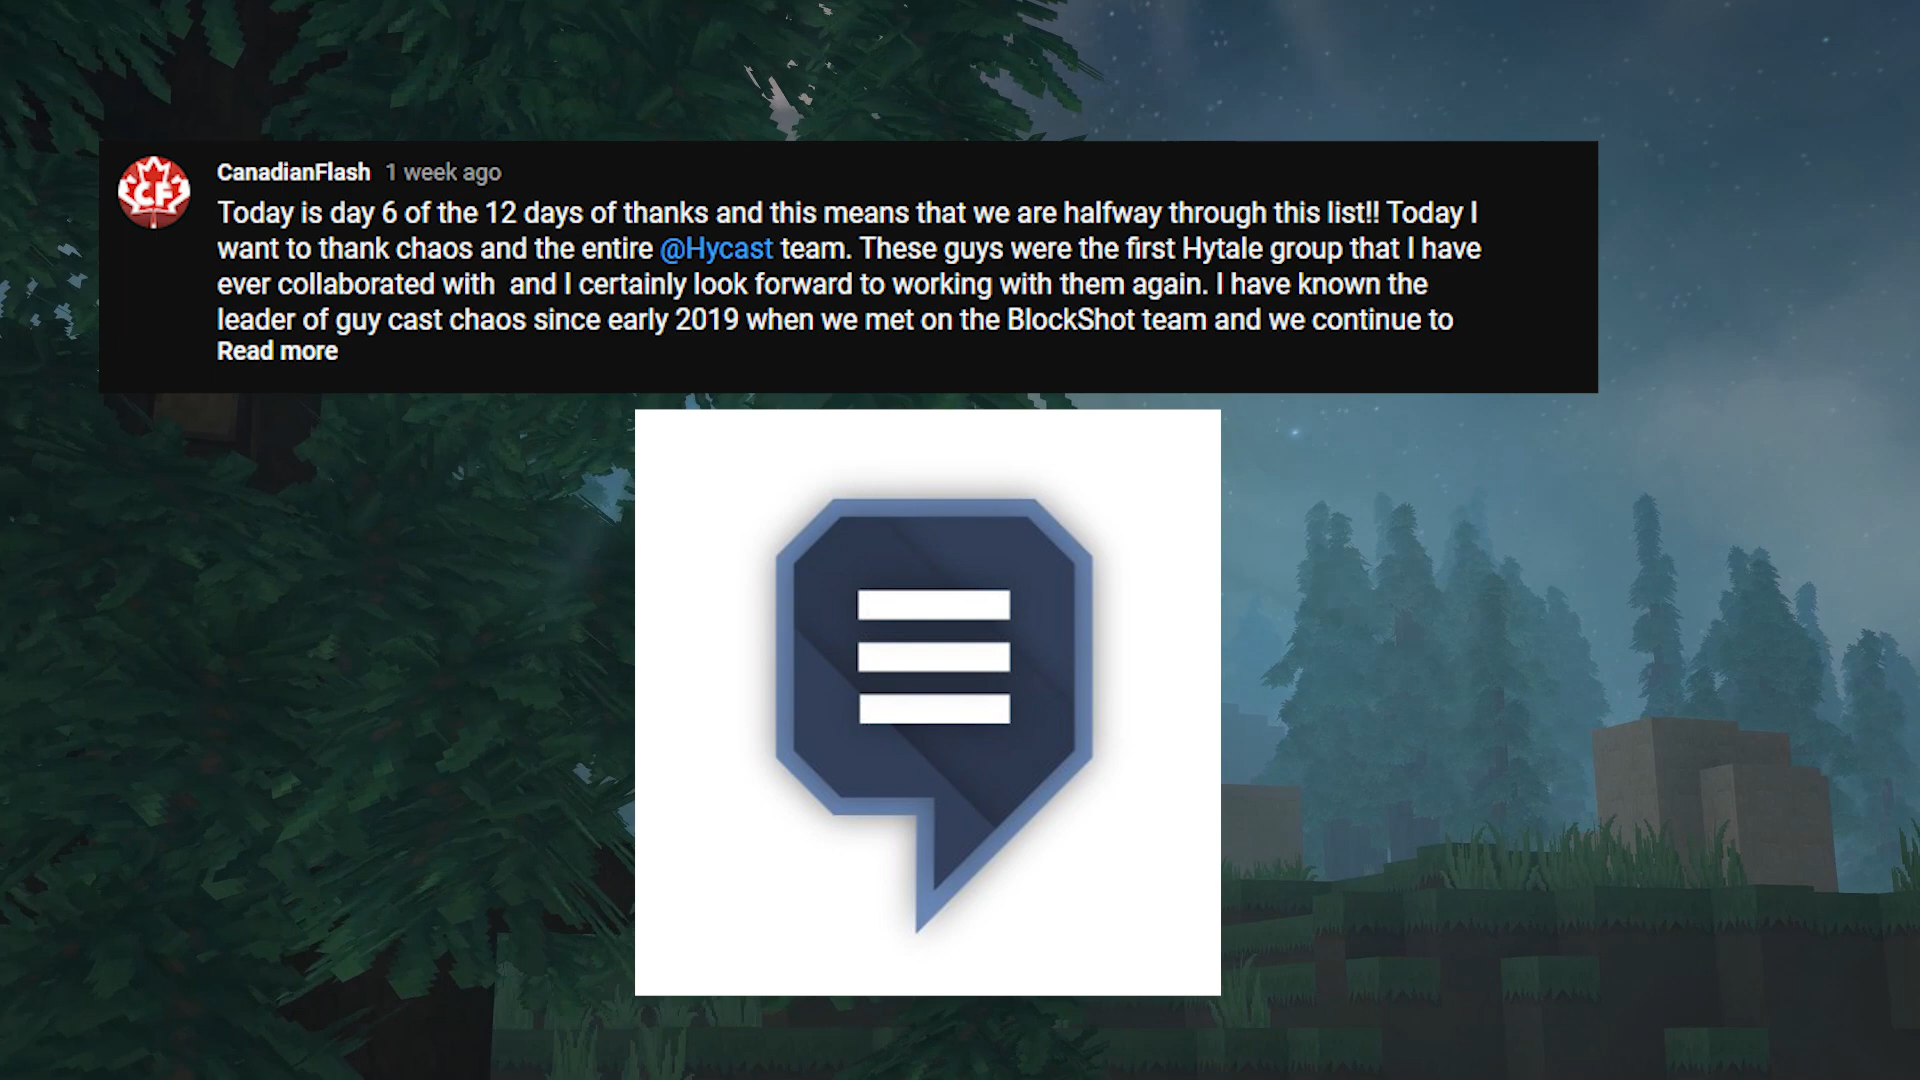 CanadianFlash 1 week ago
Today is day 6 of the 12 days of thanks and this means that we are halfway through this list!! Today I
want to thank chaos and the entire @Hycast team. These guys were the first Hytale group that I have
ever collaborated with  and I certainly look forward to working with them again. I have known the
leader of guy cast chaos since early 2019 when we met on the BlockShot team and we continue to
Read more
CF